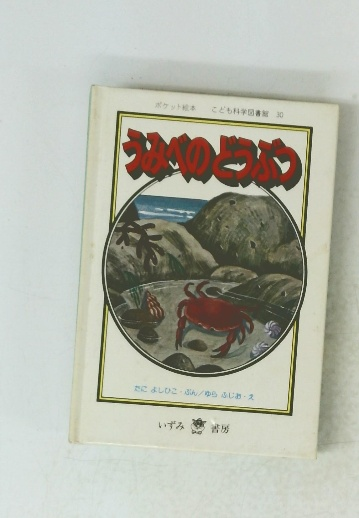 ポケット絵本 こども科学図書館 30
うみべのどうぶつ
たに よしひこ・ぶん／ゆら ふじお・え
いずみ 書房